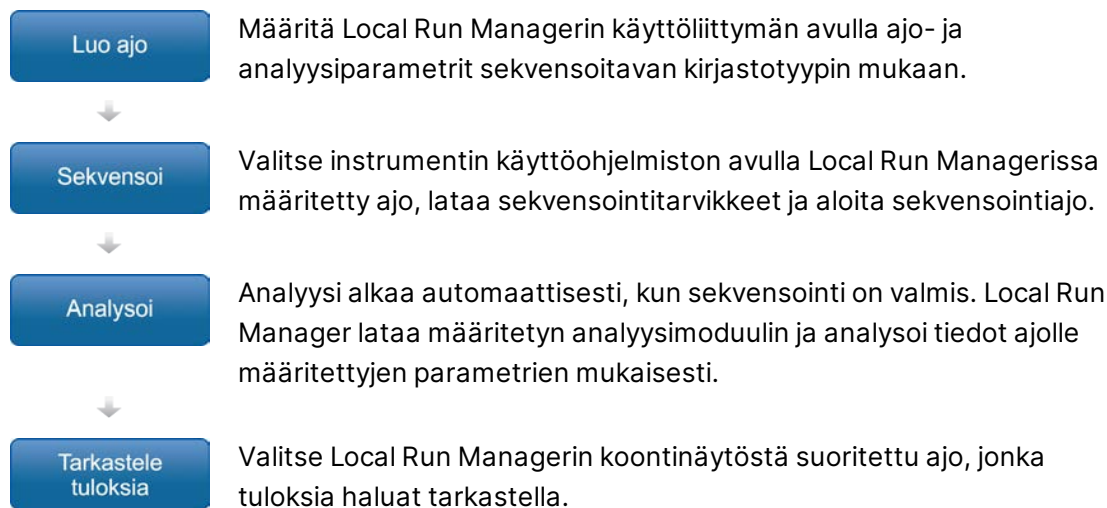 Luo ajo
Määritä Local Run Managerin käyttöliittymän avulla ajo- ja
analyysiparametrit sekvensoitavan kirjastotyypin mukaan.
Sekvensoi
Valitse instrumentin käyttöohjelmiston avulla Local Run Managerissa
määritetty ajo, lataa sekvensointitarvikkeet ja aloita sekvensointiajo.
Analysoi
Analyysi alkaa automaattisesti, kun sekvensointi on valmis. Local Run
Manager lataa määritetyn analyysimoduulin ja analysoi tiedot ajolle
määritettyjen parametrien mukaisesti.
Tarkastele
tuloksia
Valitse Local Run Managerin koontinäytöstä suoritettu ajo, jonka
tuloksia haluat tarkastella.